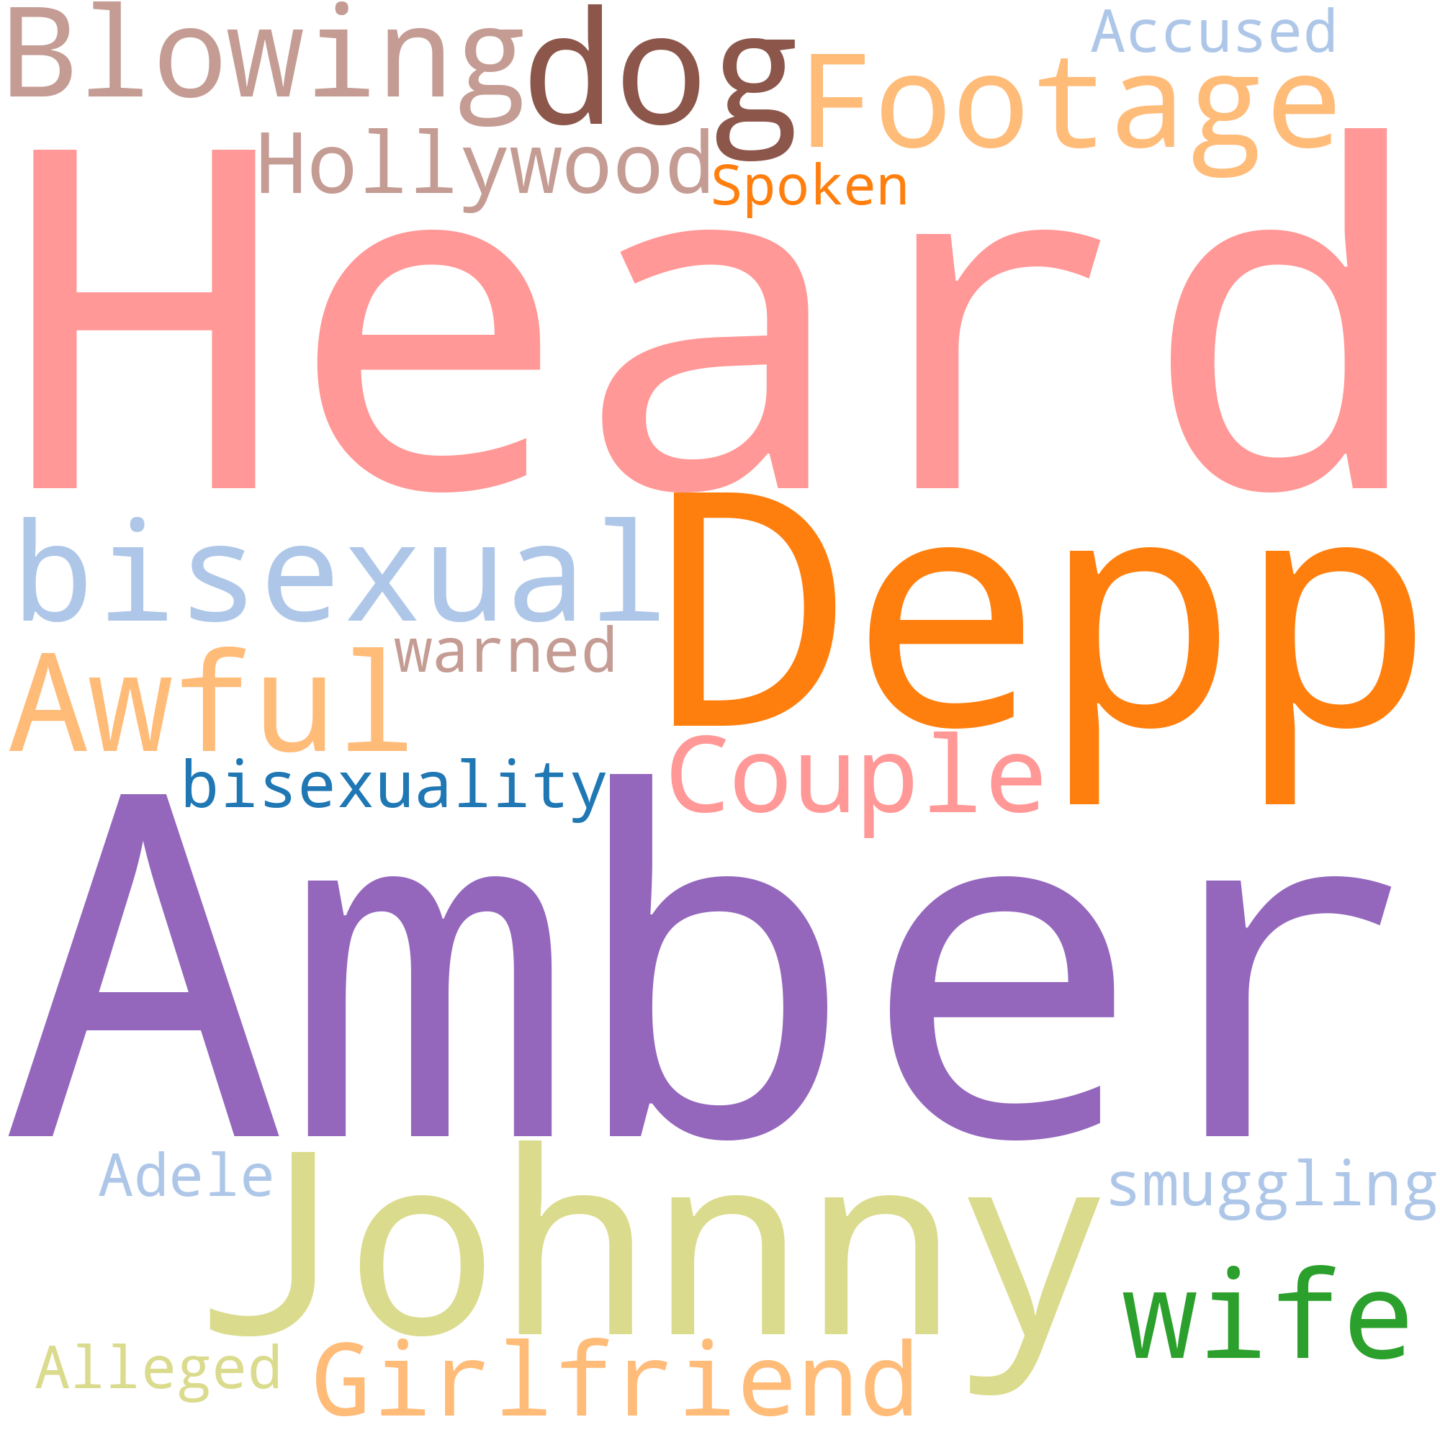 Blowing dog Footage Accused
Hollywood Spoken
Heard
bisexual Depp
Awful warned
bisexuality Couple
Amber
Adele Johnny smuggling
wife
Alleged Girlfriend